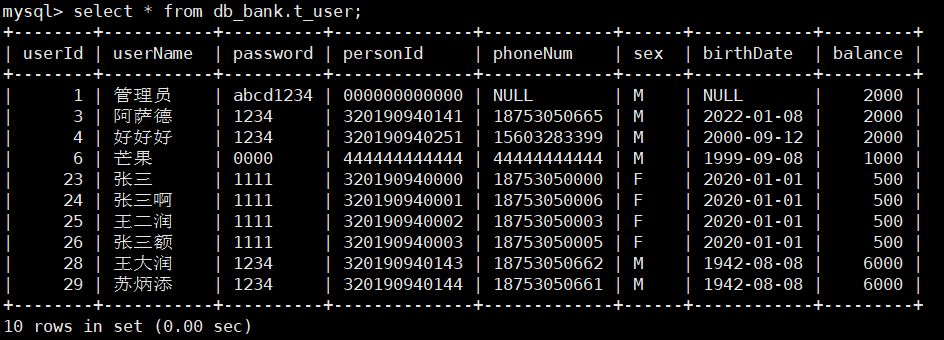 mysql> select * from db_bank.t_user;
+--------+-----------+----------+--------------+-------------+------+------------+---------+
| userId | userName | password | personId | phoneNum | sex | birthDate | balance |
+--------+-----------+----------+--------------+-------------+------+------------+---------+
| 1 | 管理员 | abcd1234 | 000000000000 | NULL | M | NULL | 2000 |
| 3 | 阿萨德 | 1234 | 320190940141 | 18753050665 | M | 2022-01-08 | 2000 |
| 4 | 好好好 | 1234 | 320190940251 | 15603283399 | M | 2000-09-12 | 2000 |
| 6 | 芒果 | 0000 | 444444444444 | 44444444444 | M | 1999-09-08 | 1000 |
| 23 | 张三 | 1111 | 320190940000 | 18753050000 | F | 2020-01-01 | 500 |
| 24 | 张三啊 | 1111 | 320190940001 | 18753050006 | F | 2020-01-01 | 500 |
| 25 | 王二润 | 1111 | 320190940002 | 18753050003 | F | 2020-01-01 | 500 |
| 26 | 张三额 | 1111 | 320190940003 | 18753050005 | F | 2020-01-01 | 500 |
| 28 | 王大润 | 1234 | 320190940143 | 18753050662 | M | 1942-08-08 | 6000 |
| 29 | 苏炳添 | 1234 | 320190940144 | 18753050661 | M | 1942-08-08 | 6000 |
+--------+-----------+----------+--------------+-------------+------+------------+---------+
10 rows in set (0.00 sec)